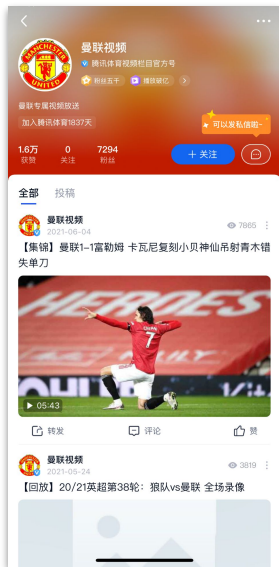 曼联视频
腾讯体育视频栏目官方号
粉丝五千 播放破亿
曼联专属视频放送
加入腾讯体育1837天
可以发私信啦~
1.6万 0 7294
获赞 关注 粉丝
+ 关注
全部 投稿
曼联视频
2021-06-04
7865
【集锦】曼联1-1富勒姆 卡瓦尼复刻小贝神仙吊射青木错
失单刀
HEROES
05:43
转发 评论 赞
曼联视频
2021-05-24
3819
【回放】20/21英超第38轮：狼队vs曼联 全场录像